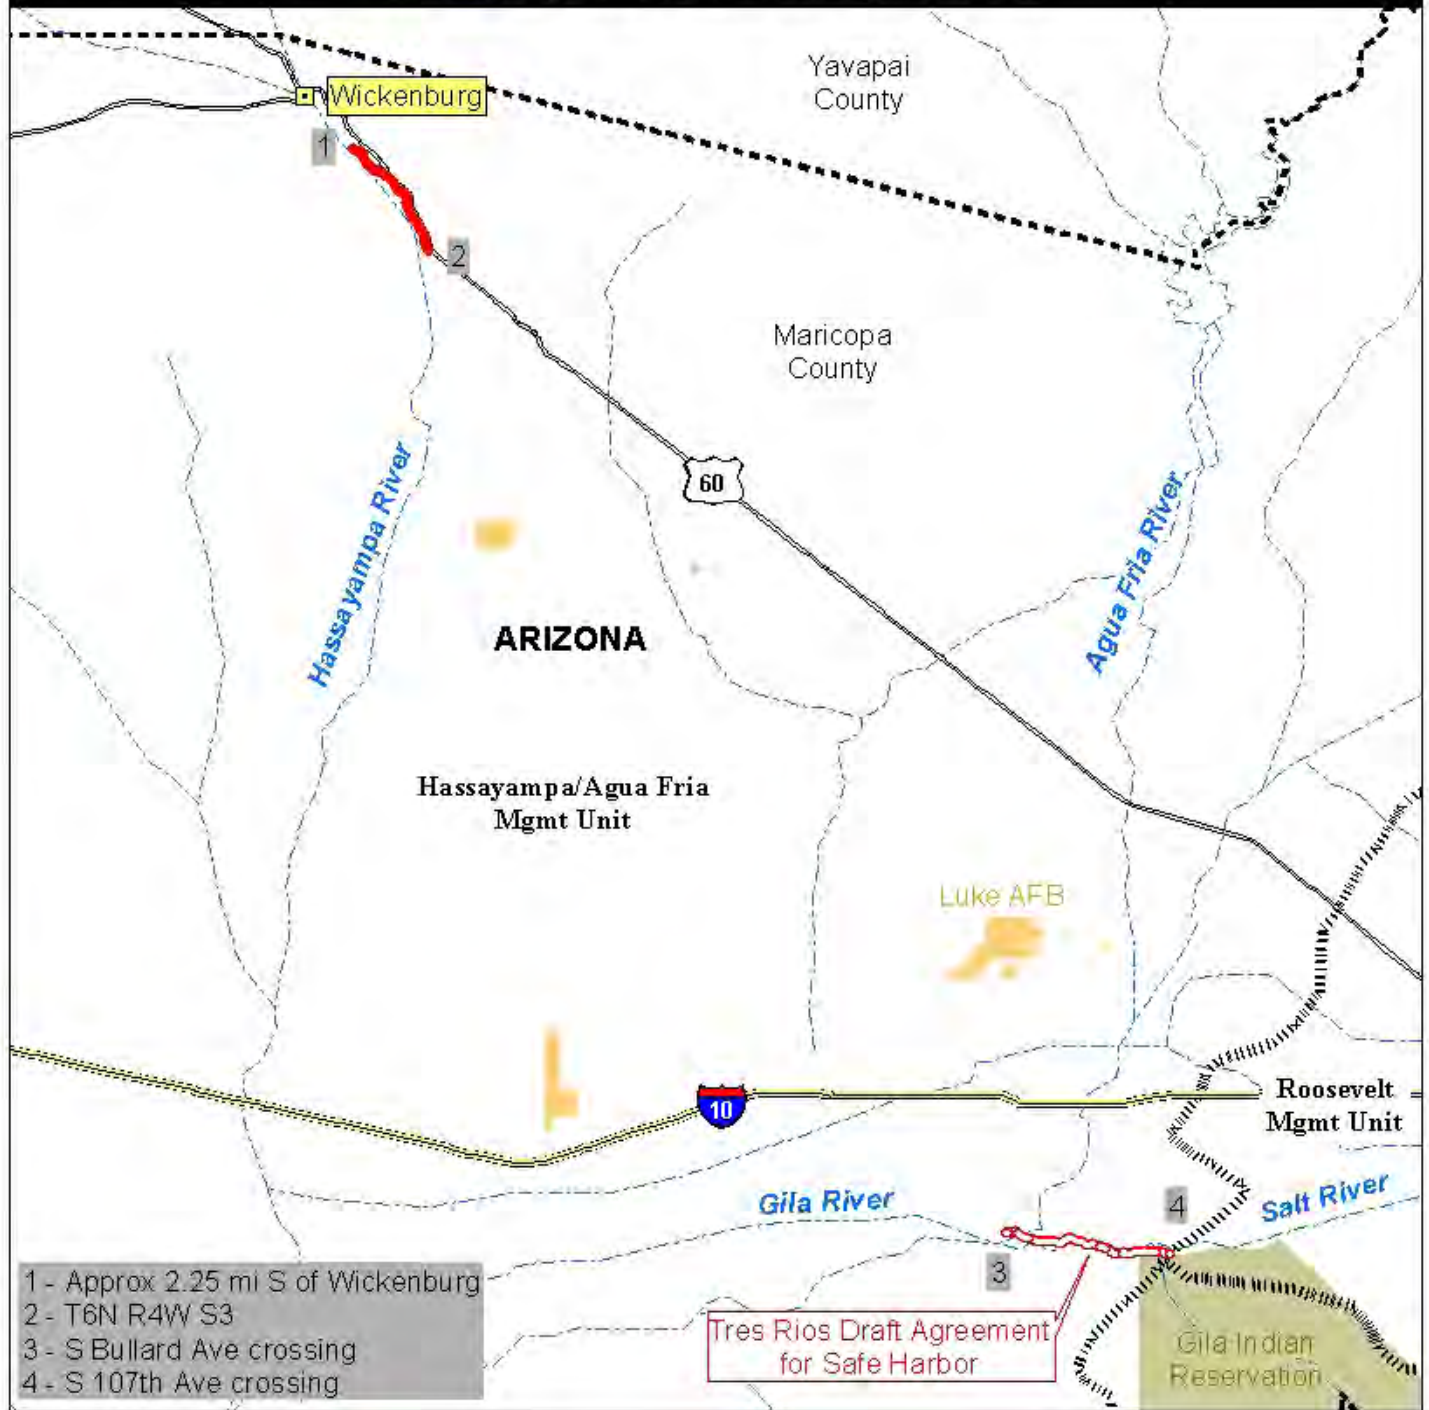 Yavapai
County
Wickenburg
1
2
Maricopa
County
60
Hassayampa River
Agua Fria River
ARIZONA
Hassayampa/Agua Fria
Mgmt Unit
Luke AFB
10
Roosevelt
Mgmt Unit
Gila River
4
Salt River
3
1 - Approx 2.25 mi S of Wickenburg
2 - T6N R4W S3
3 - S Bullard Ave crossing
4 - S 107th Ave crossing
Tres Rios Draft Agreement
for Safe Harbor
Gila Indian
Reservation